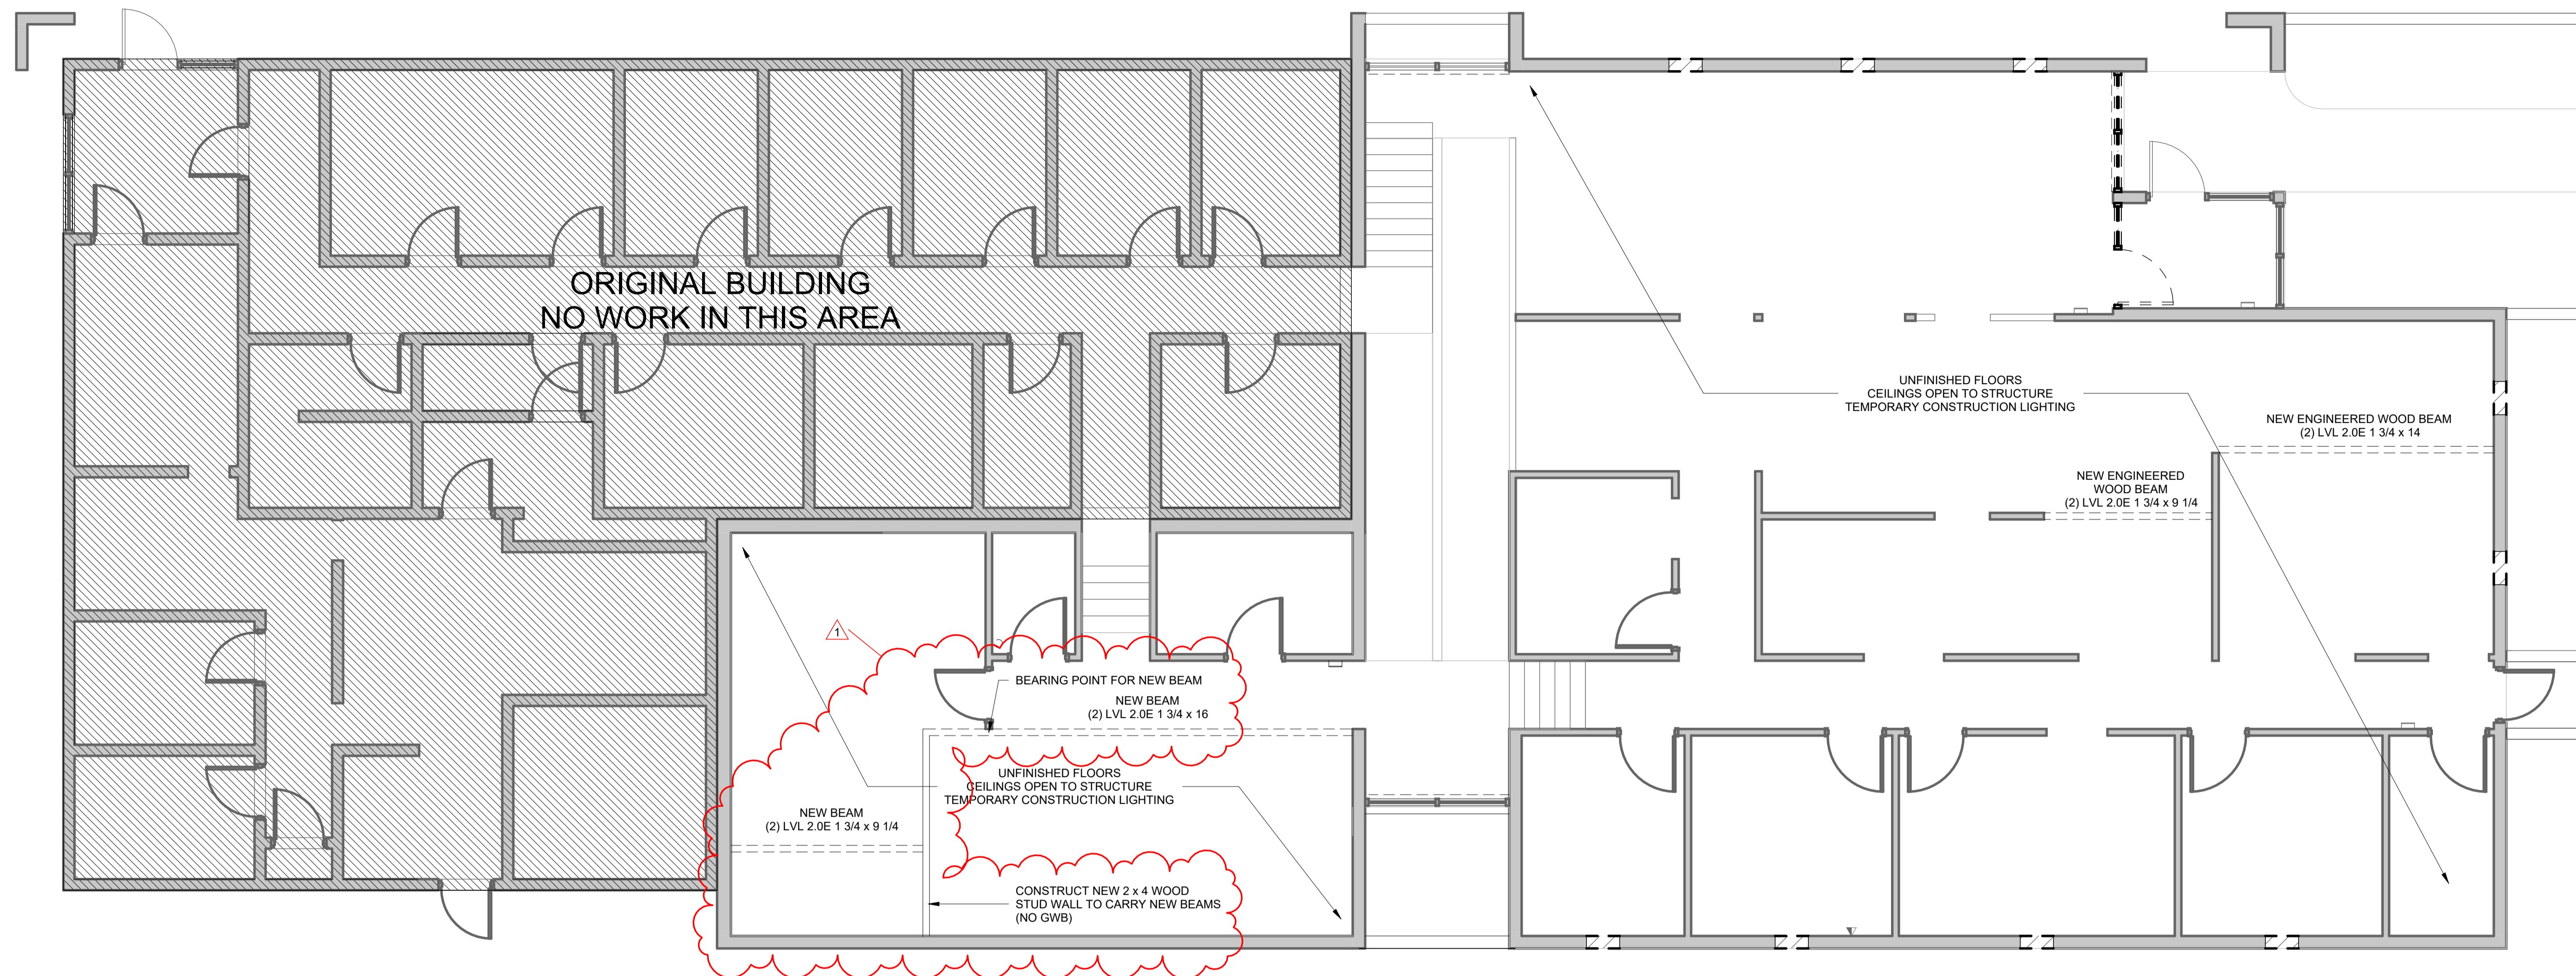 ORIGINAL BUILDING
NO WORK IN THIS AREA
UNFINISHED FLOORS
CEILINGS OPEN TO STRUCTURE
TEMPORARY CONSTRUCTION LIGHTING
NEW ENGINEERED WOOD BEAM
(2) LVL 2.0E 1 3/4 x 14
NEW ENGINEERED
WOOD BEAM
(2) LVL 2.0E 1 3/4 x 9 1/4
1
BEARING POINT FOR NEW BEAM
NEW BEAM
(2) LVL 2.0E 1 3/4 x 16
UNFINISHED FLOORS
CEILINGS OPEN TO STRUCTURE
TEMPORARY CONSTRUCTION LIGHTING
NEW BEAM
(2) LVL 2.0E 1 3/4 x 9 1/4
CONSTRUCT NEW 2 x 4 WOOD
STUD WALL TO CARRY NEW BEAMS
(NO GWB)